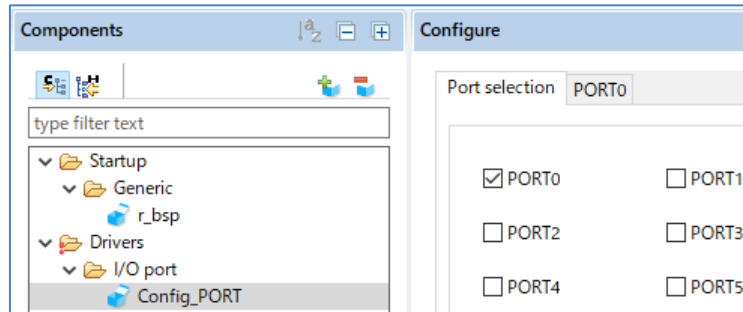 Components
Configure
type filter text
Startup
Generic
r_bsp
Drivers
I/O port
Config_PORT
Port selection PORT0
PORT0 PORT1
PORT2 PORT3
PORT4 PORT5